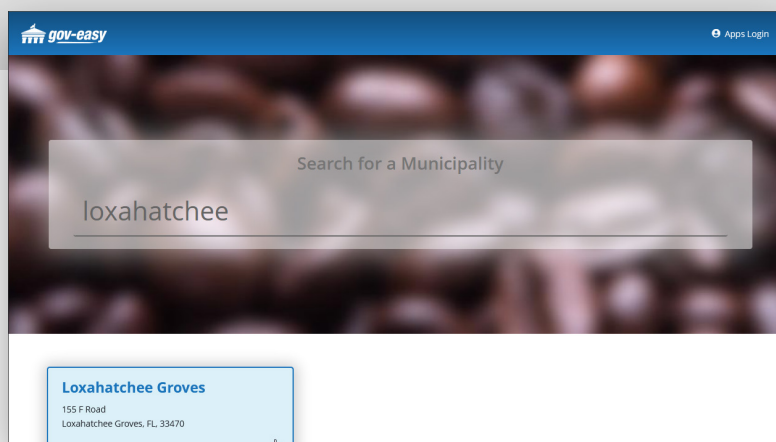 gov-easy
Apps Login
Search for a Municipality
loxahatchee
Loxahatchee Groves
155 F Road
Loxahatchee Groves, FL, 33470